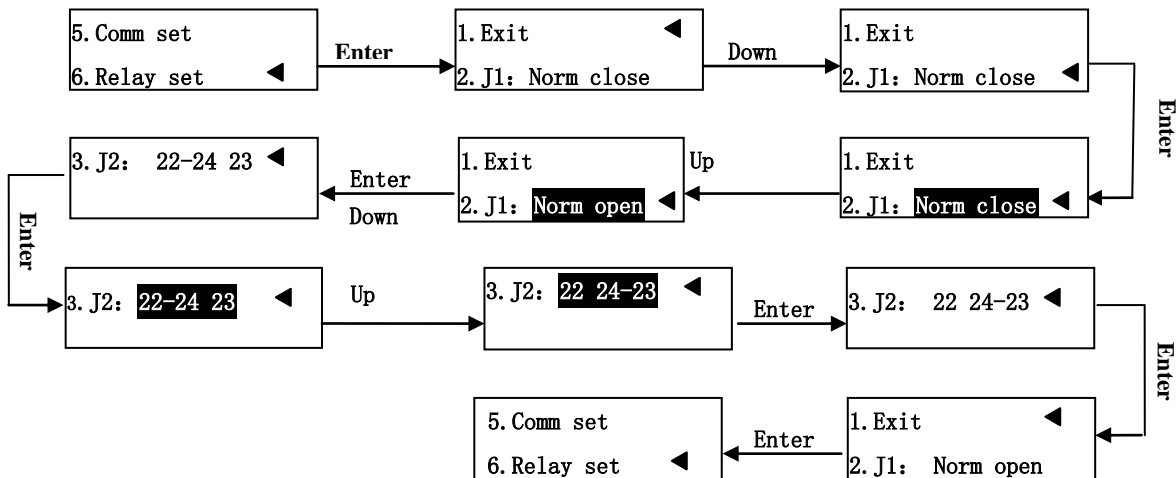 5. Comm set
6. Relay set ◀
Enter
1. Exit ◀
2. J1: Norm close
Down
1. Exit
2. J1: Norm close ◀
Enter
1. Exit
2. J1: Norm close ◀
Up
1. Exit
2. J1: Norm open ◀
Enter
Down
3. J2: 22-24 23 ◀
Enter
3. J2: 22-24 23 ◀
Up
3. J2: 22 24-23 ◀
Enter
3. J2: 22 24-23 ◀
Enter
1. Exit ◀
2. J1: Norm open
Enter
5. Comm set
6. Relay set ◀